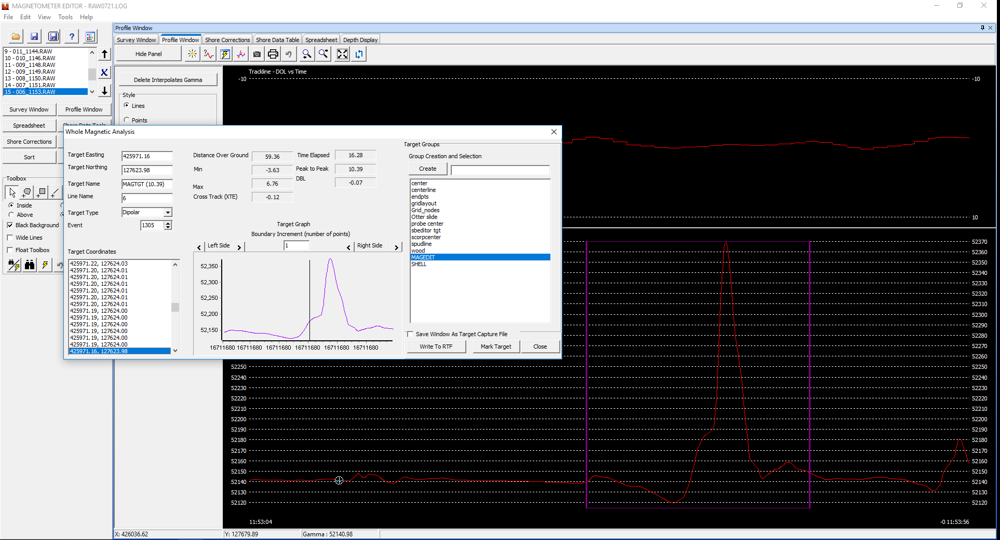 MAGNETOMETER EDITOR - RAW0721.LOG
File Edit View Tools Help
Profile Window
Survey Window Profile Window Shore Corrections Shore Data Table Spreadsheet Depth Display
Hide Panel
9 - 011_1144.RAW
10 - 010_1146.RAW
11 - 009_1148.RAW
12 - 009_1149.RAW
13 - 008_1150.RAW
14 - 007_1151.RAW
15 - 006_1153.RAW
Survey Window Profile Window
Spreadsheet
Shore Corrections
Sort
Toolbox
Inside
Above
Black Background
Wide Lines
Float Toolbox
Delete Interpolates Gamma
Style
Lines
Points
Trackline - DOL vs Time
-10 -10
10
Whole Magnetic Analysis
Target Easting 425971.16
Target Northing 127623.98
Target Name MAGTGT (10.39)
Line Name 6
Target Type Dipolar
Event 1305
Target Coordinates
425971.22, 127624.03
425971.20, 127624.01
425971.20, 127624.01
425971.20, 127624.01
425971.20, 127624.01
425971.20, 127624.01
425971.20, 127624.01
425971.19, 127624.00
425971.19, 127624.00
425971.19, 127624.00
425971.19, 127624.00
425971.19, 127624.00
425971.19, 127624.00
425971.16, 127623.98
Distance Over Ground 59.36
Min -3.63
Max 6.76
Cross Track (XTE) -0.12
Time Elapsed 16.28
Peak to Peak 10.39
DBL -0.07
Target Graph
Boundary Increment (number of points)
< Left Side > 1 < Right Side >
52,350
52,300
52,250
52,200
52,150
16711680 16711680 16711680 16711680 16711680 16711680
Target Groups
Group Creation and Selection
Create
center
centerline
endpts
gridlayout
Grid_nodes
Otter slide
probe center
sbeditor tgt
scorpcenter
spudline
wood
MAGEDIT
SHELL
Save Window As Target Capture File
Write To RTF Mark Target Close
52370
52360
52350
52340
52330
52320
52310
52300
52290
52280
52270
52260
52250 52250
52240 52240
52230 52230
52220 52220
52210 52210
52200 52200
52190 52190
52180 52180
52170 52170
52160 52160
52150 52150
52140 52140
52130 52130
52120 52120
11:53:04 -0:11:53:56
X: 426036.62 Y: 127679.89 Gamma : 52140.98